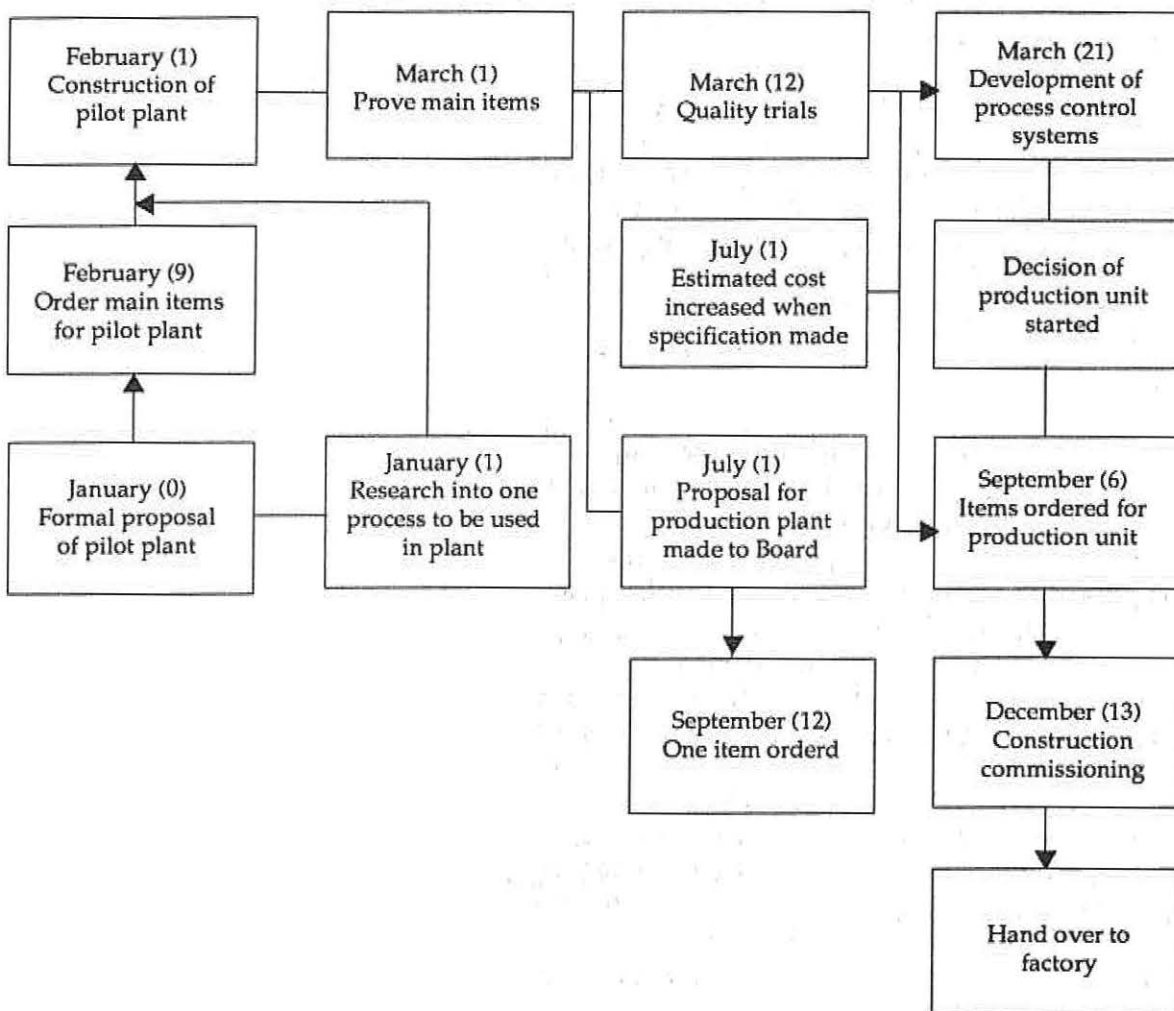 February (1)
Construction of
pilot plant
March (1)
Prove main items
March (12)
Quality trials
March (21)
Development of
process control
systems
February (9)
Order main items
for pilot plant
July (1)
Estimated cost
increased when
specification made
Decision of
production unit
started
January (0)
Formal proposal
of pilot plant
January (1)
Research into one
process to be used
in plant
July (1)
Proposal for
production plant
made to Board
September (6)
Items ordered for
production unit
September (12)
One item orderd
December (13)
Construction
commissioning
Hand over to
factory